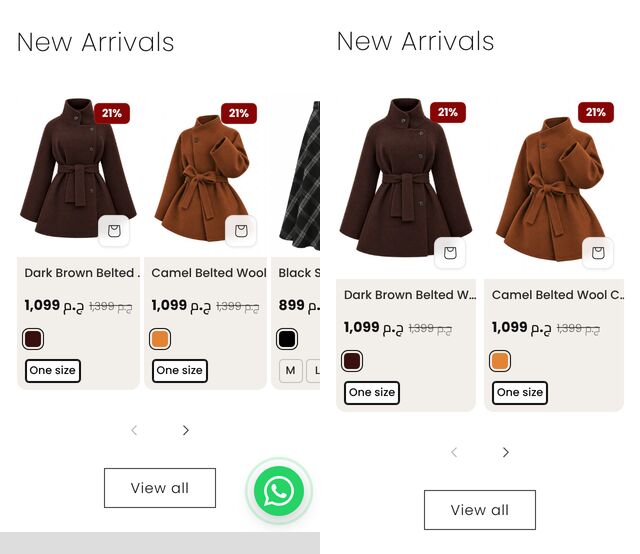 New Arrivals
21%
21%
Dark Brown Belted .
Camel Belted Wool
Black S
1,099 ج.م 1,399 ج.م
1,099 ج.م 1,399 ج.م
899 ج.م
One size
One size
M
L
View all
New Arrivals
21%
21%
Dark Brown Belted W...
Camel Belted Wool C...
1,099 ج.م 1,399 ج.م
1,099 ج.م 1,399 ج.م
One size
One size
View all